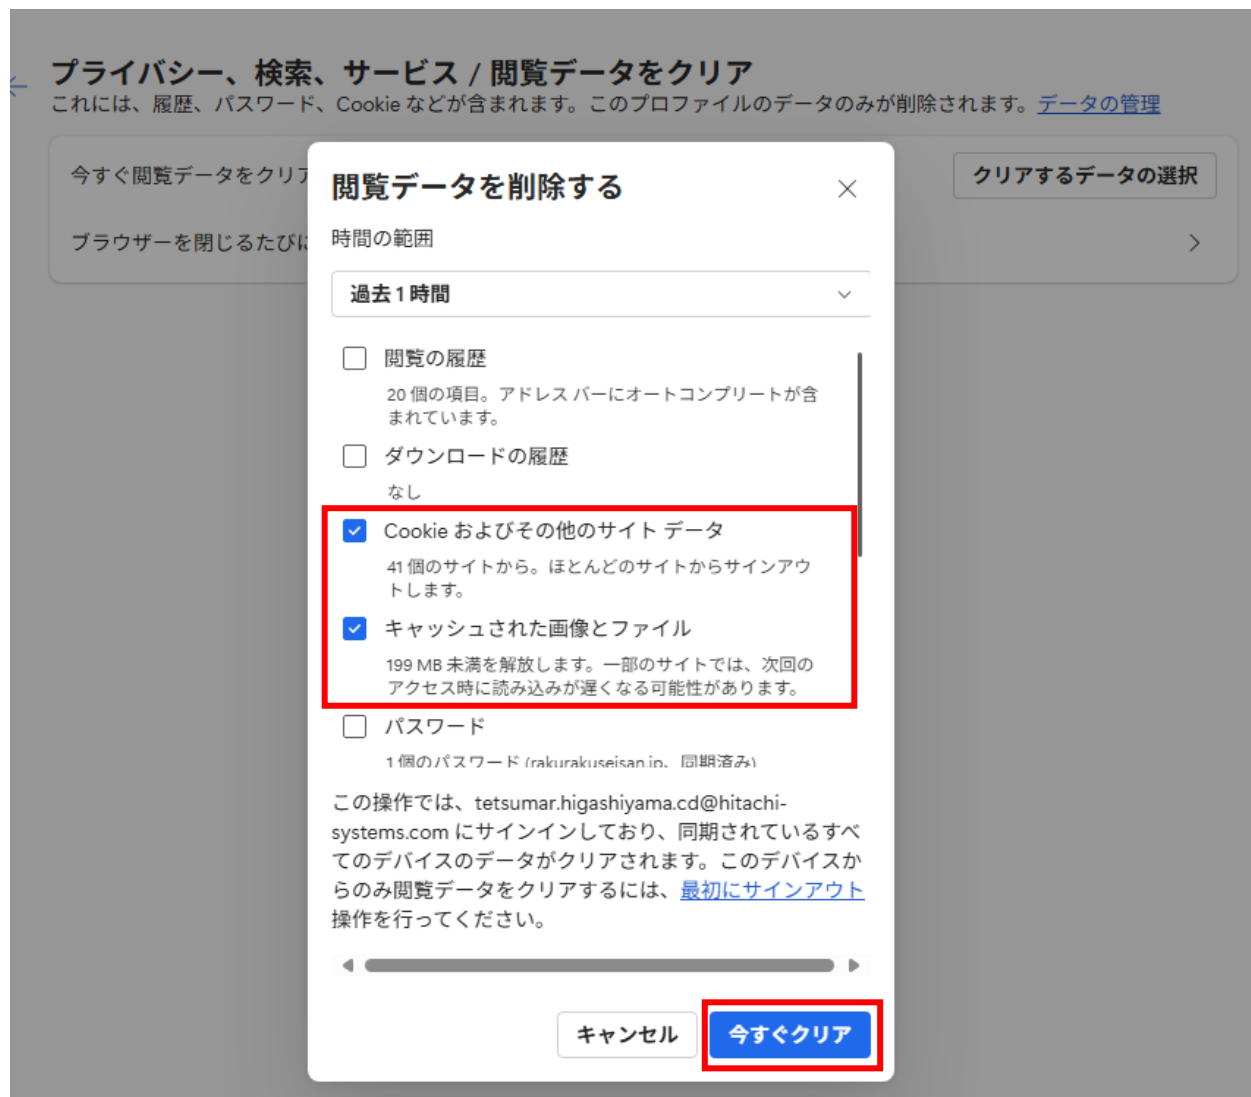 プライバシー、検索、サービス / 閲覧データをクリア
これには、履歴、パスワード、Cookie などが含まれます。このプロファイルのデータのみが削除されます。データの管理
今すぐ閲覧データをクリア
クリアするデータの選択
ブラウザーを閉じるたびに
閲覧データを削除する
時間の範囲
過去 1 時間
閲覧の履歴
20 個の項目。アドレス バーにオートコンプリートが含
まれています。
ダウンロードの履歴
なし
Cookie およびその他のサイト データ
41 個のサイトから。ほとんどのサイトからサインアウ
トします。
キャッシュされた画像とファイル
199 MB 未満を解放します。一部のサイトでは、次回の
アクセス時に読み込みが遅くなる可能性があります。
パスワード
1 個のパスワード (rakurakuseisan.jp、同期済み)
この操作では、tetsumar.higashiyama.cd@hitachi-
systems.com にサインインしており、同期されているすべ
てのデバイスのデータがクリアされます。このデバイスか
らのみ閲覧データをクリアするには、最初にサインアウト
操作を行ってください。
キャンセル
今すぐクリア